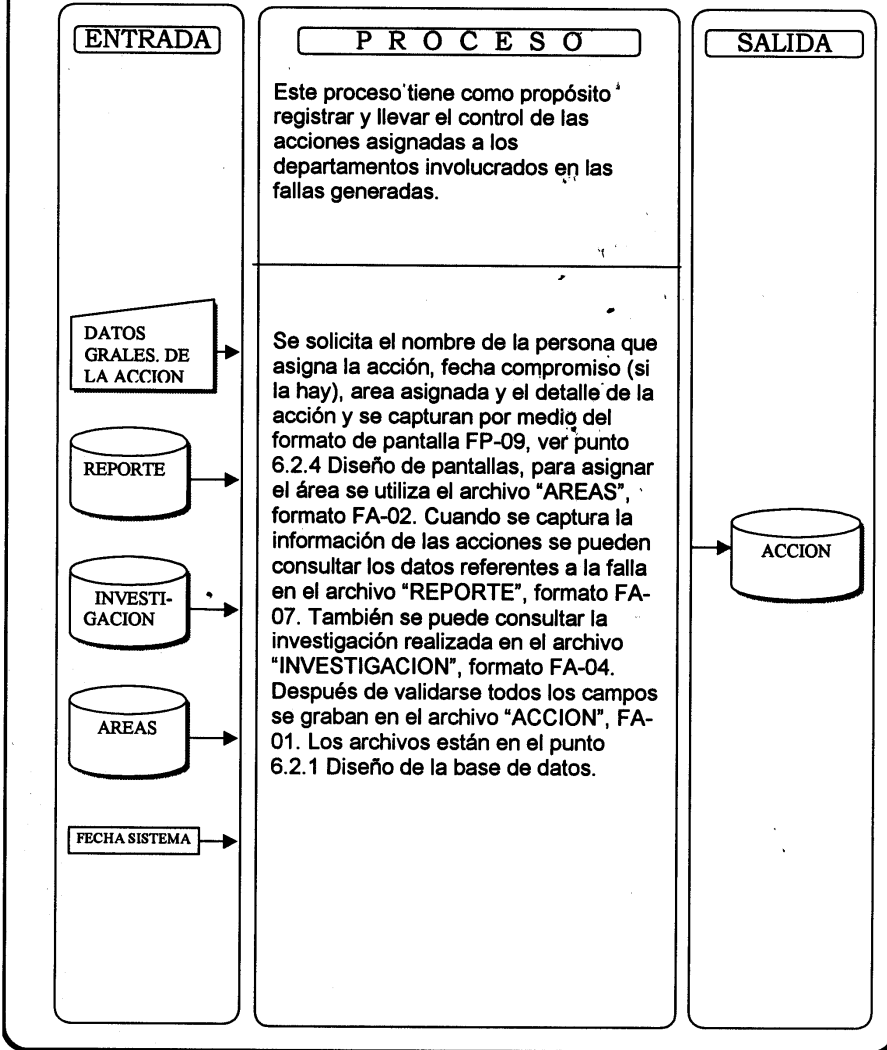 ENTRADA
P R O C E S O
SALIDA
Este proceso tiene como propósito
registrar y llevar el control de las
acciones asignadas a los
departamentos involucrados en las
fallas generadas.
DATOS
GRALES. DE
LA ACCION
REPORTE
INVESTI-
GACION
AREAS
FECHA SISTEMA
Se solicita el nombre de la persona que
asigna la acción, fecha compromiso (si
la hay), area asignada y el detalle de la
acción y se capturan por medio del
formato de pantalla FP-09, ver punto
6.2.4 Diseño de pantallas, para asignar
el área se utiliza el archivo "AREAS",
formato FA-02. Cuando se captura la
información de las acciones se pueden
consultar los datos referentes a la falla
en el archivo "REPORTE", formato FA-
07. También se puede consultar la
investigación realizada en el archivo
"INVESTIGACION", formato FA-04.
Después de validarse todos los campos
se graban en el archivo "ACCION", FA-
01. Los archivos están en el punto
6.2.1 Diseño de la base de datos.
ACCION